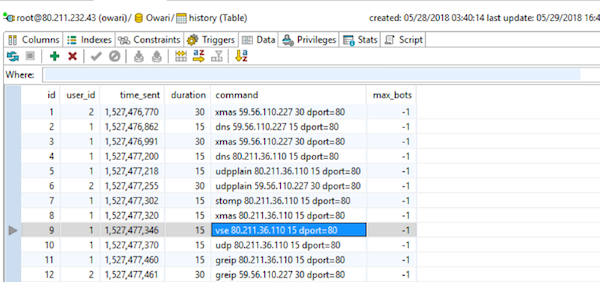 root@80.211.232.43 (owari)/ Owari/ history (Table) created: 05/28/2018 03:40:14 last update: 05/29/2018 16:4
Columns Indexes Constraints Triggers Data Privileges Stats Script
Where:
id user_id time_sent duration command max_bots
1 2 1,527,476,770 30 xmas 59.56.110.227 30 dport=80 -1
2 1 1,527,476,862 15 dns 59.56.110.227 15 dport=80 -1
3 1 1,527,476,991 30 xmas 59.56.110.227 30 dport=80 -1
4 1 1,527,477,200 15 dns 80.211.36.110 15 dport=80 -1
5 1 1,527,477,218 15 udpplain 80.211.36.110 15 dport=80 -1
6 2 1,527,477,255 30 udpplain 59.56.110.227 30 dport=80 -1
7 1 1,527,477,302 15 stomp 80.211.36.110 15 dport=80 -1
8 1 1,527,477,320 15 xmas 80.211.36.110 15 dport=80 -1
9 1 1,527,477,346 15 vse 80.211.36.110 15 dport=80 -1
10 1 1,527,477,370 15 udp 80.211.36.110 15 dport=80 -1
11 1 1,527,477,460 15 greip 80.211.36.110 15 dport=80 -1
12 2 1,527,477,461 30 greip 59.56.110.227 30 dport=80 -1